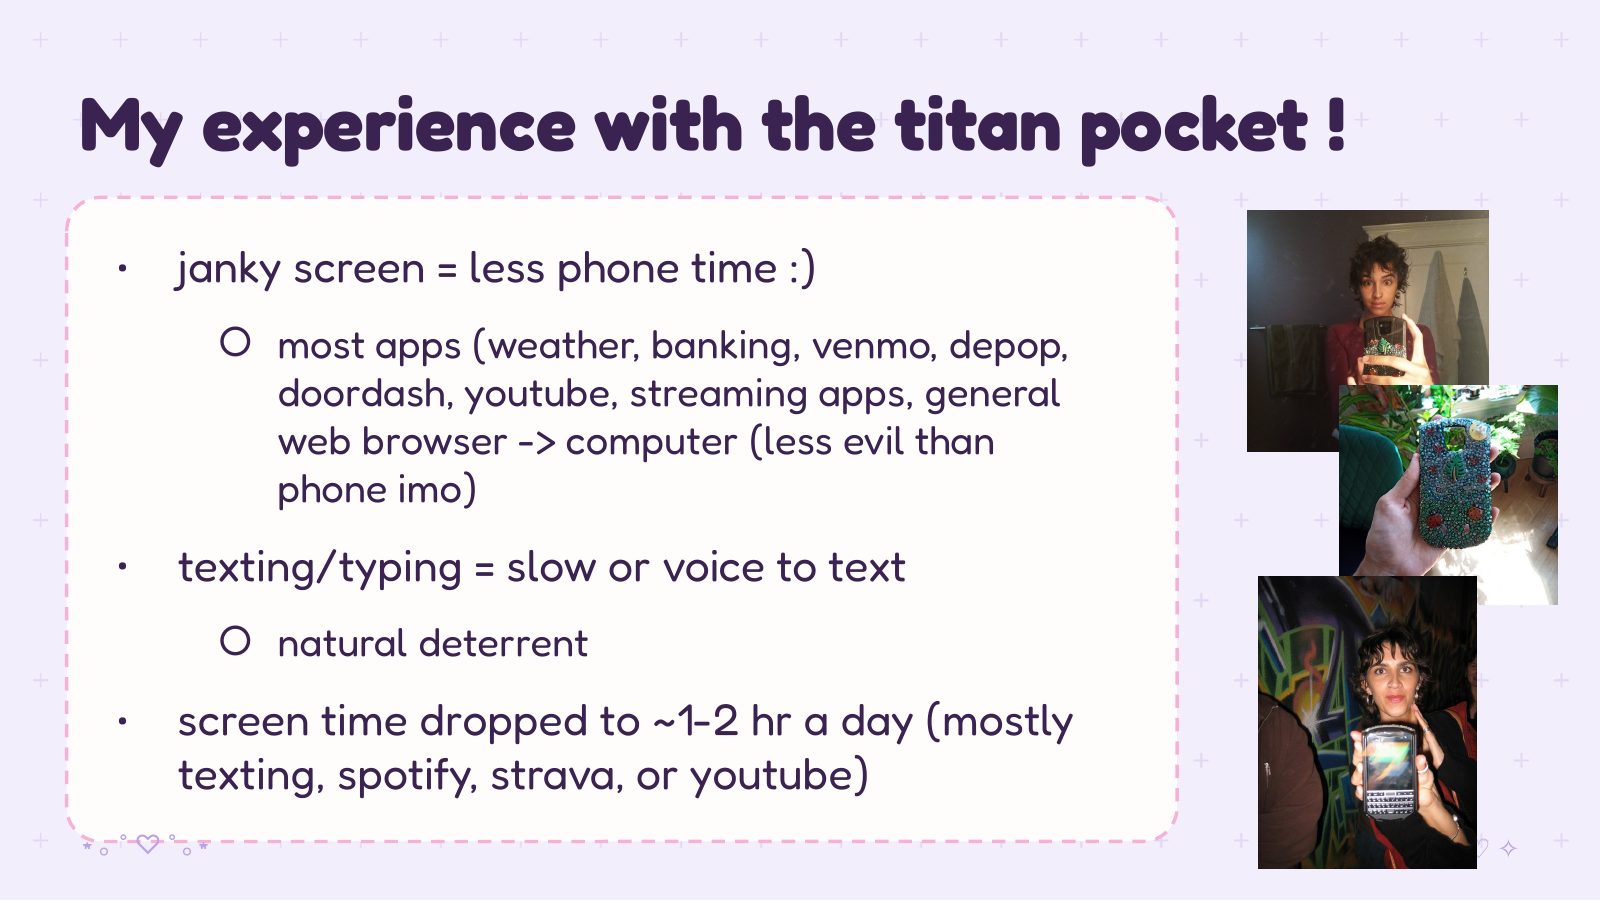 My experience with the titan pocket !
• janky screen = less phone time :)
○ most apps (weather, banking, venmo, depop,
doordash, youtube, streaming apps, general
web browser -> computer (less evil than
phone imo)
• texting/typing = slow or voice to text
○ natural deterrent
• screen time dropped to ~1-2 hr a day (mostly
texting, spotify, strava, or youtube)